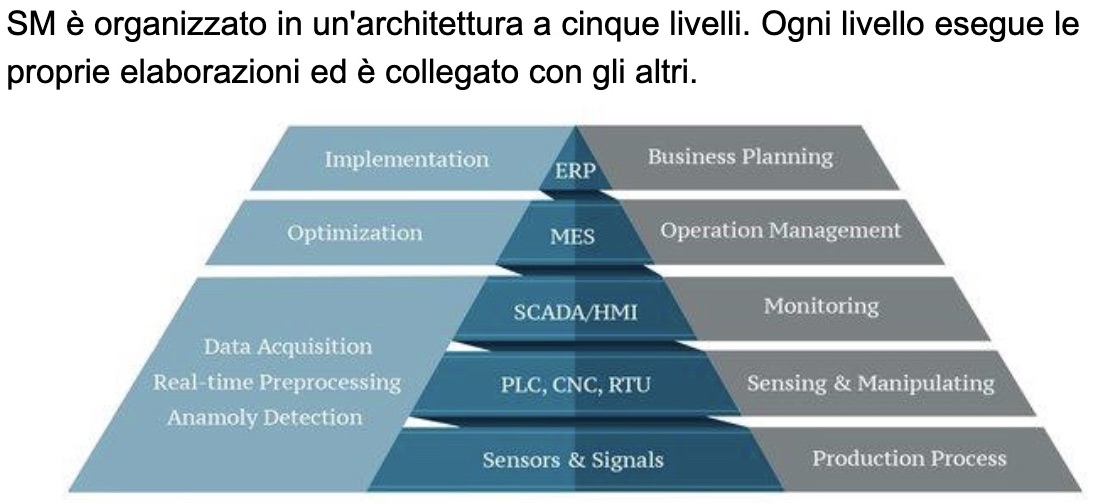 SM è organizzato in un'architettura a cinque livelli. Ogni livello esegue le
proprie elaborazioni ed è collegato con gli altri.
Implementation
ERP
Business Planning
Optimization
MES
Operation Management
SCADA/HMI
Monitoring
Data Acquisition
Real-time Preprocessing
Anamoly Detection
PLC, CNC, RTU
Sensing & Manipulating
Sensors & Signals
Production Process